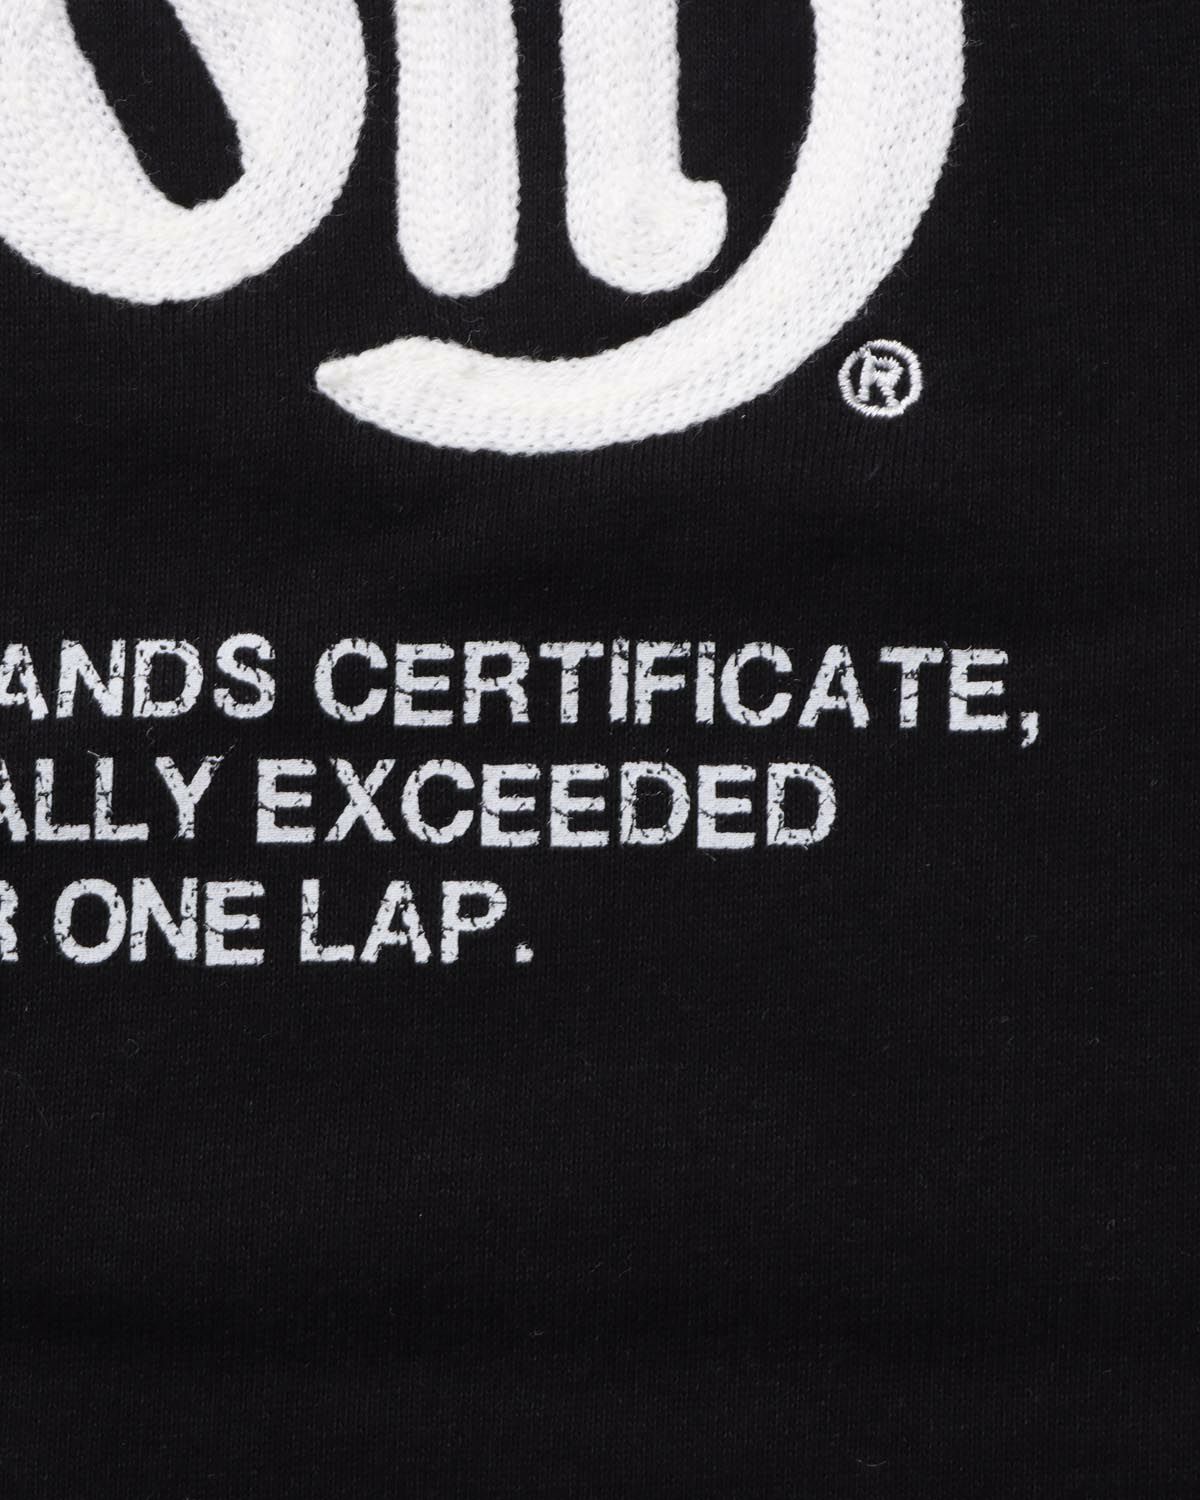 ®
ANDS CERTIFICATE,
ALLY EXCEEDED
R ONE LAP.